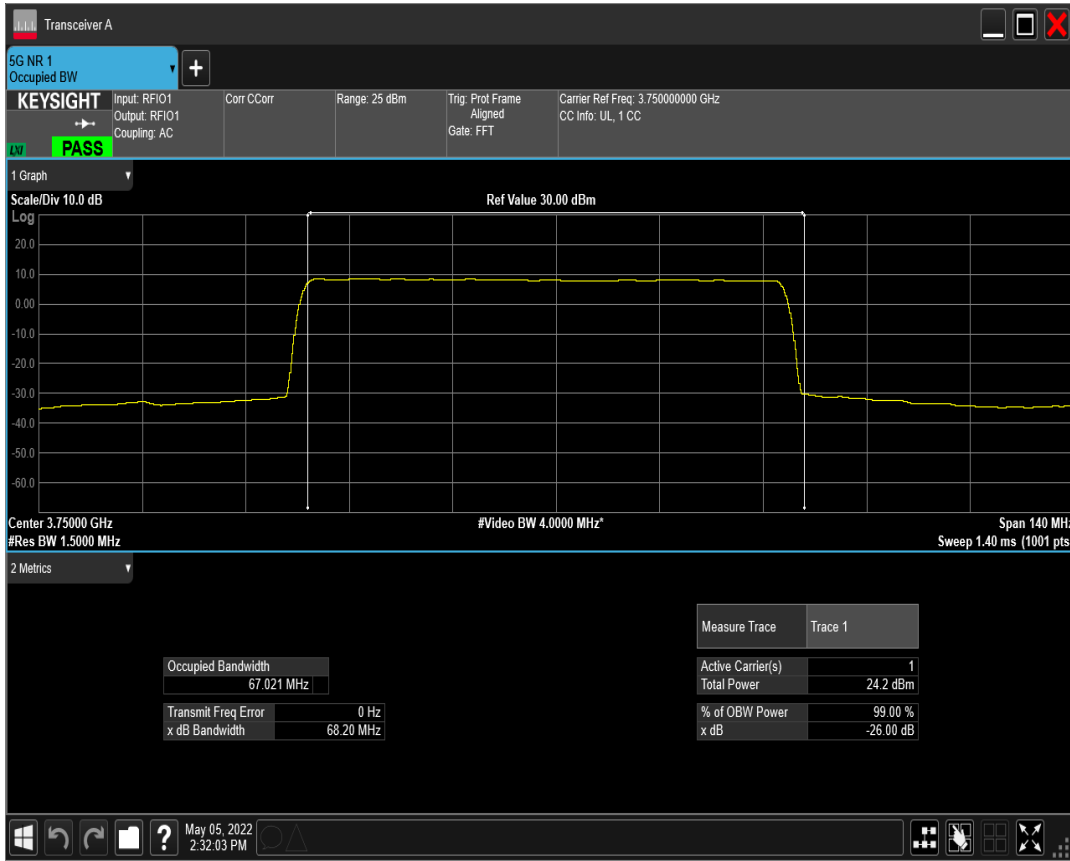 Transceiver A
5G NR 1
Occupied BW
+
KEYSIGHT
LXI
PASS
Input: RFIO1
Output: RFIO1
Coupling: AC
Corr CCorr
Range: 25 dBm
Trig: Prot Frame
Aligned
Gate: FFT
Carrier Ref Freq: 3.750000000 GHz
CC Info: UL, 1 CC
1 Graph
Scale/Div 10.0 dB
Ref Value 30.00 dBm
Log
20.0
10.0
0.00
-10.0
-20.0
-30.0
-40.0
-50.0
-60.0
Center 3.75000 GHz
#Video BW 4.0000 MHz*
Span 140 MHz
#Res BW 1.5000 MHz
Sweep 1.40 ms (1001 pts
2 Metrics
Measure Trace Trace 1
Occupied Bandwidth
67.021 MHz
Transmit Freq Error 0 Hz
x dB Bandwidth 68.20 MHz
Active Carrier(s) 1
Total Power 24.2 dBm
% of OBW Power 99.00 %
x dB -26.00 dB
?
May 05, 2022
2:32:03 PM